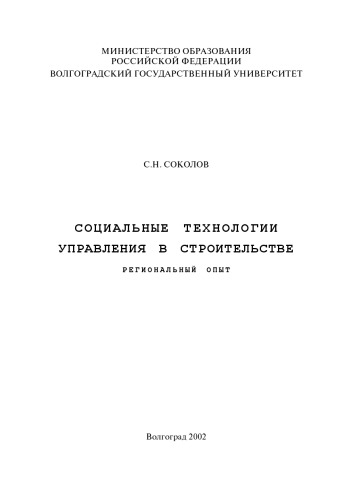 МИНИСТЕРСТВО ОБРАЗОВАНИЯ
РОССИЙСКОЙ ФЕДЕРАЦИИ
ВОЛГОГРАДСКИЙ ГОСУДАРСТВЕННЫЙ УНИВЕРСИТЕТ
С.Н. СОКОЛОВ
СОЦИАЛЬНЫЕ ТЕХНОЛОГИИ
УПРАВЛЕНИЯ В СТРОИТЕЛЬСТВЕ
РЕГИОНАЛЬНЫЙ ОПЫТ
Волгоград 2002